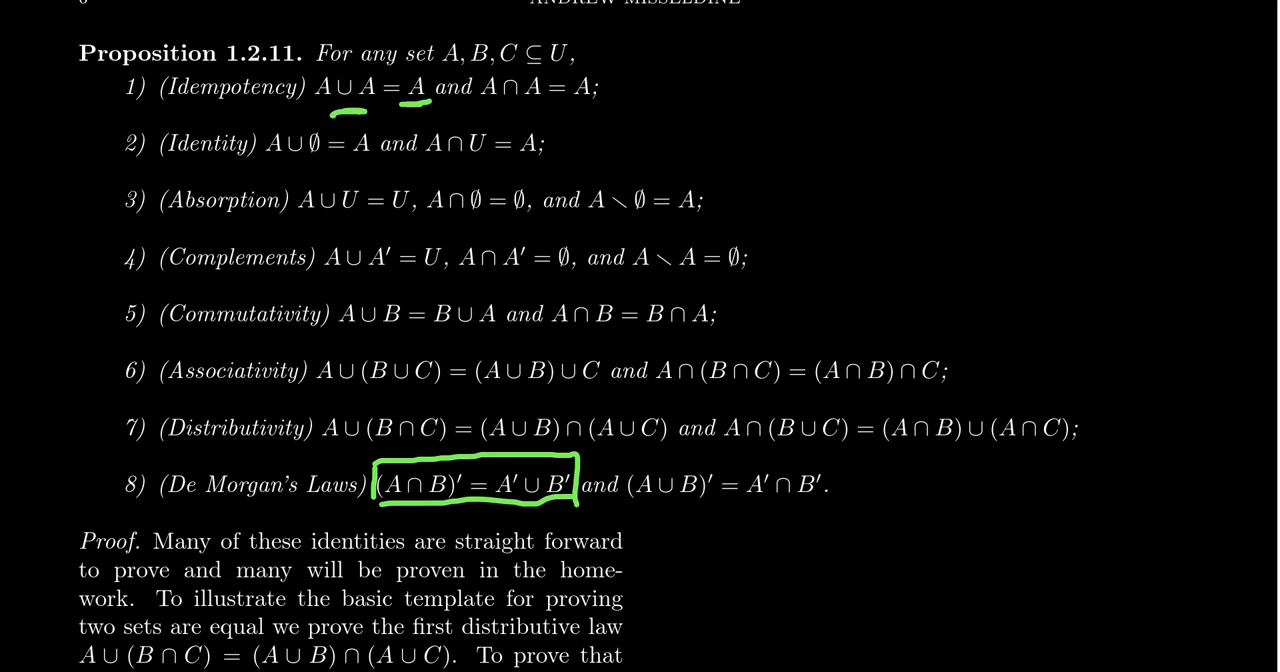 6 ANDREW MISSELDINE
Proposition 1.2.11. For any set A, B, C ⊆ U,
1) (Idempotency) A ∪ A = A and A ∩ A = A;
2) (Identity) A ∪ ∅ = A and A ∩ U = A;
3) (Absorption) A ∪ U = U, A ∩ ∅ = ∅, and A ∖ ∅ = A;
4) (Complements) A ∪ A′ = U, A ∩ A′ = ∅, and A ∖ A = ∅;
5) (Commutativity) A ∪ B = B ∪ A and A ∩ B = B ∩ A;
6) (Associativity) A ∪ (B ∪ C) = (A ∪ B) ∪ C and A ∩ (B ∩ C) = (A ∩ B) ∩ C;
7) (Distributivity) A ∪ (B ∩ C) = (A ∪ B) ∩ (A ∪ C) and A ∩ (B ∪ C) = (A ∩ B) ∪ (A ∩ C);
8) (De Morgan's Laws) (A ∩ B)′ = A′ ∪ B′ and (A ∪ B)′ = A′ ∩ B′.
Proof. Many of these identities are straight forward
to prove and many will be proven in the home-
work. To illustrate the basic template for proving
two sets are equal we prove the first distributive law
A ∪ (B ∩ C) = (A ∪ B) ∩ (A ∪ C). To prove that